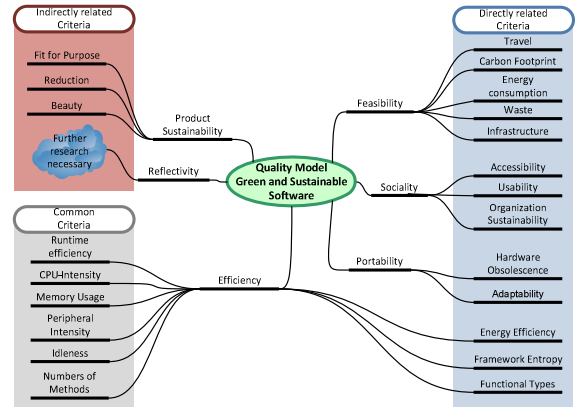 Indirectly related
Criteria
Fit for Purpose
Reduction
Beauty
Further
research
necessary
Product
Sustainability
Reflectivity
Common
Criteria
Runtime
efficiency
CPU-Intensity
Memory Usage
Peripheral
Intensity
Idleness
Numbers of
Methods
Efficiency
Quality Model
Green and Sustainable
Software
Feasibility
Sociality
Portability
Directly related
Criteria
Travel
Carbon Footprint
Energy
consumption
Waste
Infrastructure
Accessibility
Usability
Organization
Sustainability
Hardware
Obsolescence
Adaptability
Energy Efficiency
Framework Entropy
Functional Types